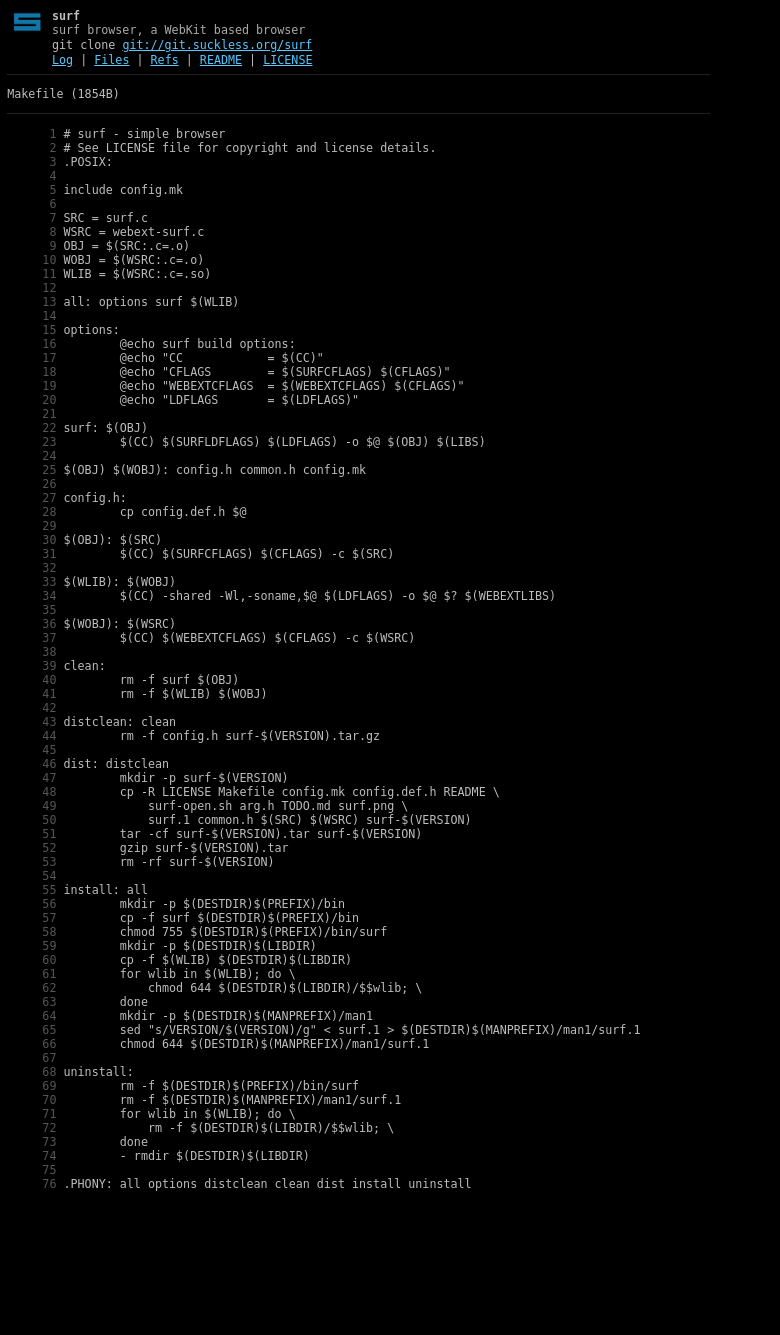 surf
surf browser, a WebKit based browser
git clone git://git.suckless.org/surf
Log | Files | Refs | README | LICENSE
Makefile (1854B)
1 # surf - simple browser
2 # See LICENSE file for copyright and license details.
3 .POSIX:
4
5 include config.mk
6
7 SRC = surf.c
8 WSRC = webext-surf.c
9 OBJ = $(SRC:.c=.o)
10 WOBJ = $(WSRC:.c=.o)
11 WLIB = $(WSRC:.c=.so)
12
13 all: options surf $(WLIB)
14
15 options:
16         @echo surf build options:
17         @echo "CC            = $(CC)"
18         @echo "CFLAGS        = $(SURFCFLAGS) $(CFLAGS)"
19         @echo "WEBEXTCFLAGS  = $(WEBEXTCFLAGS) $(CFLAGS)"
20         @echo "LDFLAGS       = $(LDFLAGS)"
21
22 surf: $(OBJ)
23         $(CC) $(SURFLDFLAGS) $(LDFLAGS) -o $@ $(OBJ) $(LIBS)
24
25 $(OBJ) $(WOBJ): config.h common.h config.mk
26
27 config.h:
28         cp config.def.h $@
29
30 $(OBJ): $(SRC)
31         $(CC) $(SURFCFLAGS) $(CFLAGS) -c $(SRC)
32
33 $(WLIB): $(WOBJ)
34         $(CC) -shared -Wl,-soname,$@ $(LDFLAGS) -o $@ $? $(WEBEXTLIBS)
35
36 $(WOBJ): $(WSRC)
37         $(CC) $(WEBEXTCFLAGS) $(CFLAGS) -c $(WSRC)
38
39 clean:
40         rm -f surf $(OBJ)
41         rm -f $(WLIB) $(WOBJ)
42
43 distclean: clean
44         rm -f config.h surf-$(VERSION).tar.gz
45
46 dist: distclean
47         mkdir -p surf-$(VERSION)
48         cp -R LICENSE Makefile config.mk config.def.h README \
49             surf-open.sh arg.h TODO.md surf.png \
50             surf.1 common.h $(SRC) $(WSRC) surf-$(VERSION)
51         tar -cf surf-$(VERSION).tar surf-$(VERSION)
52         gzip surf-$(VERSION).tar
53         rm -rf surf-$(VERSION)
54
55 install: all
56         mkdir -p $(DESTDIR)$(PREFIX)/bin
57         cp -f surf $(DESTDIR)$(PREFIX)/bin
58         chmod 755 $(DESTDIR)$(PREFIX)/bin/surf
59         mkdir -p $(DESTDIR)$(LIBDIR)
60         cp -f $(WLIB) $(DESTDIR)$(LIBDIR)
61         for wlib in $(WLIB); do \
62             chmod 644 $(DESTDIR)$(LIBDIR)/$$wlib; \
63         done
64         mkdir -p $(DESTDIR)$(MANPREFIX)/man1
65         sed "s/VERSION/$(VERSION)/g" < surf.1 > $(DESTDIR)$(MANPREFIX)/man1/surf.1
66         chmod 644 $(DESTDIR)$(MANPREFIX)/man1/surf.1
67
68 uninstall:
69         rm -f $(DESTDIR)$(PREFIX)/bin/surf
70         rm -f $(DESTDIR)$(MANPREFIX)/man1/surf.1
71         for wlib in $(WLIB); do \
72             rm -f $(DESTDIR)$(LIBDIR)/$$wlib; \
73         done
74         - rmdir $(DESTDIR)$(LIBDIR)
75
76 .PHONY: all options distclean clean dist install uninstall